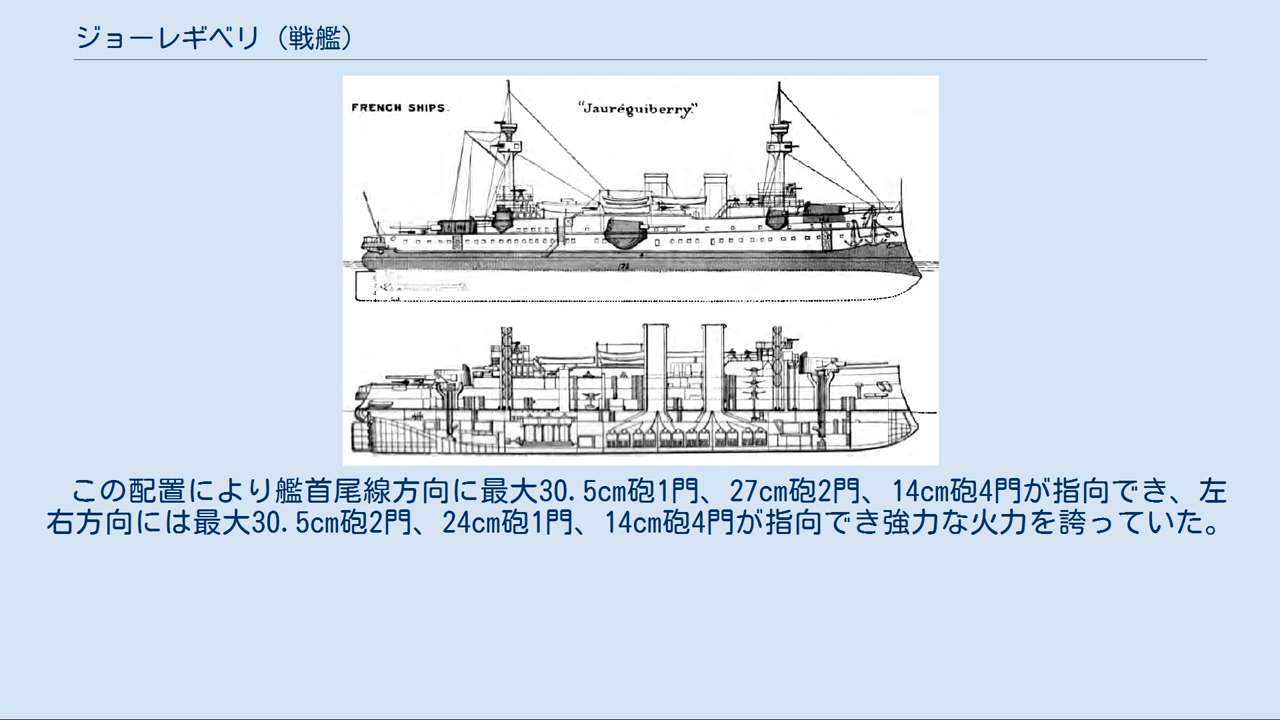 ジョーレギベリ（戦艦）
FRENCH SHIPS.
“Jauréguiberry.”
この配置により艦首尾線方向に最大30.5cm砲1門、27cm砲2門、14cm砲4門が指向でき、左
右方向には最大30.5cm砲2門、24cm砲1門、14cm砲4門が指向でき強力な火力を誇っていた。